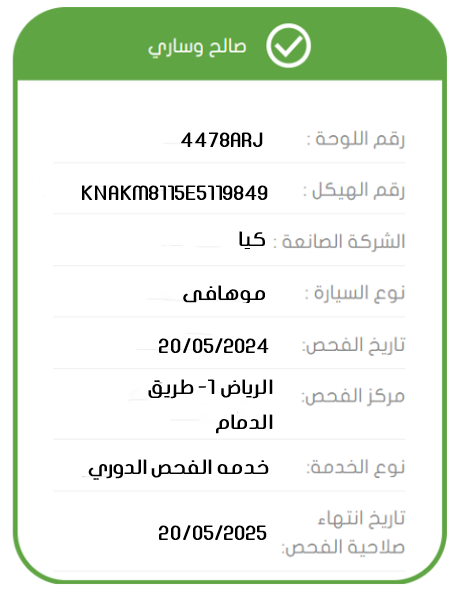 صالح وساري
رقم اللوحة : 4478ARJ
رقم الهيكل : KNAKM8115E5119849
الشركة الصانعة : كيا
نوع السيارة : موهافى
تاريخ الفحص: 20/05/2024
مركز الفحص: الرياض 1- طريق
الدمام
نوع الخدمة: خدمه الفحص الدوري
تاريخ انتهاء
صلاحية الفحص: 20/05/2025